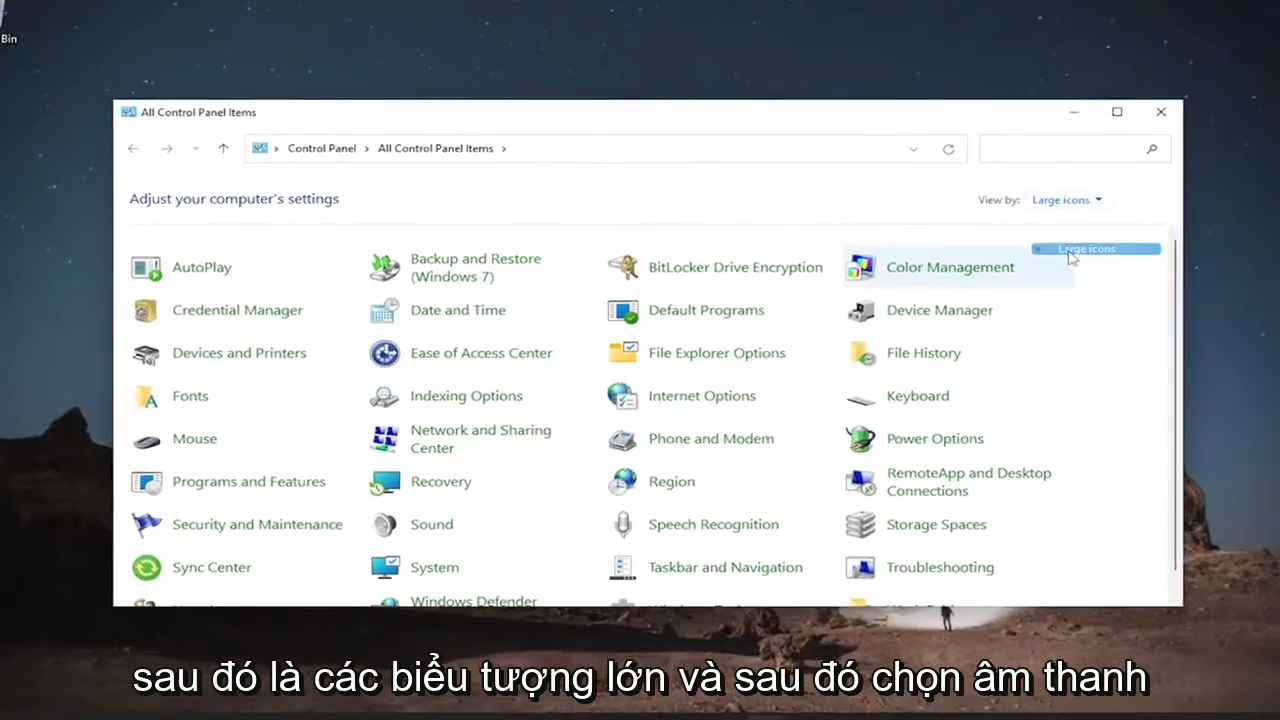 Bin
All Control Panel Items
Control Panel > All Control Panel Items >
Adjust your computer's settings
View by: Large icons
Large icons
AutoPlay
Backup and Restore
(Windows 7)
BitLocker Drive Encryption
Color Management
Credential Manager
Date and Time
Default Programs
Device Manager
Devices and Printers
Ease of Access Center
File Explorer Options
File History
Fonts
Indexing Options
Internet Options
Keyboard
Mouse
Network and Sharing
Center
Phone and Modem
Power Options
Programs and Features
Recovery
Region
RemoteApp and Desktop
Connections
Security and Maintenance
Sound
Speech Recognition
Storage Spaces
Sync Center
System
Taskbar and Navigation
Troubleshooting
Windows Defender
sau đó là các biểu tượng lớn và sau đó chọn âm thanh